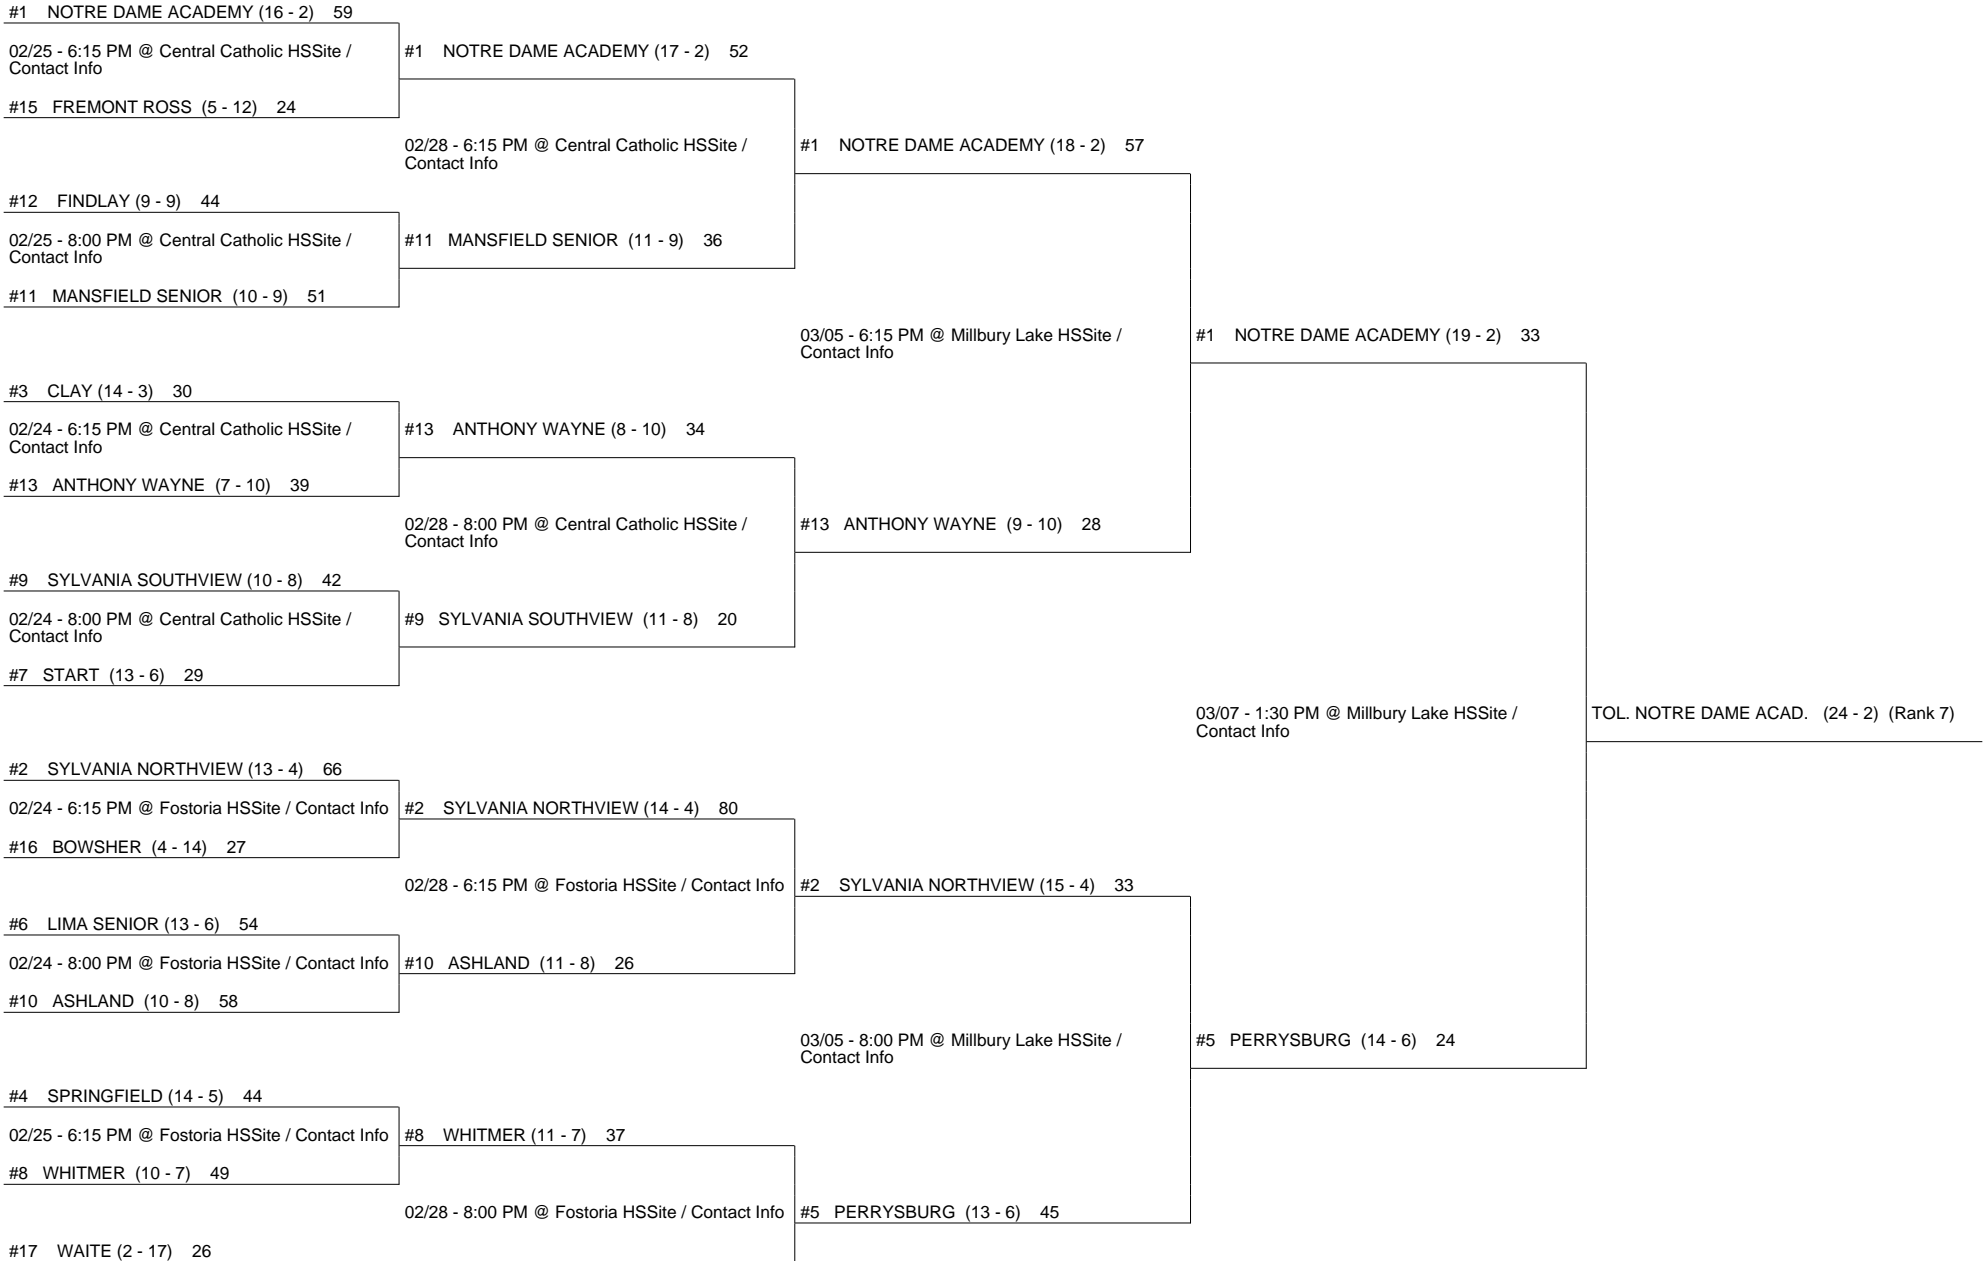 #1 NOTRE DAME ACADEMY (16 - 2) 59
02/25 - 6:15 PM @ Central Catholic HSSite /
Contact Info
#15 FREMONT ROSS (5 - 12) 24
#12 FINDLAY (9 - 9) 44
02/25 - 8:00 PM @ Central Catholic HSSite /
Contact Info
#11 MANSFIELD SENIOR (10 - 9) 51
#3 CLAY (14 - 3) 30
02/24 - 6:15 PM @ Central Catholic HSSite /
Contact Info
#13 ANTHONY WAYNE (7 - 10) 39
#9 SYLVANIA SOUTHVIEW (10 - 8) 42
02/24 - 8:00 PM @ Central Catholic HSSite /
Contact Info
#7 START (13 - 6) 29
#2 SYLVANIA NORTHVIEW (13 - 4) 66
02/24 - 6:15 PM @ Fostoria HSSite / Contact Info
#16 BOWSHER (4 - 14) 27
#6 LIMA SENIOR (13 - 6) 54
02/24 - 8:00 PM @ Fostoria HSSite / Contact Info
#10 ASHLAND (10 - 8) 58
#4 SPRINGFIELD (14 - 5) 44
02/25 - 6:15 PM @ Fostoria HSSite / Contact Info
#8 WHITMER (10 - 7) 49
#17 WAITE (2 - 17) 26
#1 NOTRE DAME ACADEMY (17 - 2) 52
02/28 - 6:15 PM @ Central Catholic HSSite /
Contact Info
#11 MANSFIELD SENIOR (11 - 9) 36
#13 ANTHONY WAYNE (8 - 10) 34
02/28 - 8:00 PM @ Central Catholic HSSite /
Contact Info
#9 SYLVANIA SOUTHVIEW (11 - 8) 20
#2 SYLVANIA NORTHVIEW (14 - 4) 80
02/28 - 6:15 PM @ Fostoria HSSite / Contact Info
#10 ASHLAND (11 - 8) 26
#8 WHITMER (11 - 7) 37
02/28 - 8:00 PM @ Fostoria HSSite / Contact Info
#1 NOTRE DAME ACADEMY (18 - 2) 57
03/05 - 6:15 PM @ Millbury Lake HSSite /
Contact Info
#13 ANTHONY WAYNE (9 - 10) 28
#2 SYLVANIA NORTHVIEW (15 - 4) 33
03/05 - 8:00 PM @ Millbury Lake HSSite /
Contact Info
#5 PERRYSBURG (13 - 6) 45
#1 NOTRE DAME ACADEMY (19 - 2) 33
03/07 - 1:30 PM @ Millbury Lake HSSite /
Contact Info
#5 PERRYSBURG (14 - 6) 24
TOL. NOTRE DAME ACAD. (24 - 2) (Rank 7)